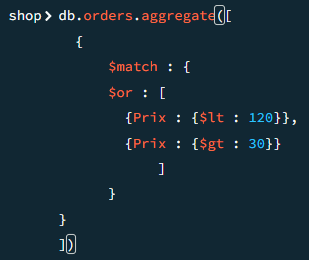 shop> db.orders.aggregate([
{
$match : {
$or : [
{Prix : {$lt : 120}},
{Prix : {$gt : 30}}
]
}
}
])